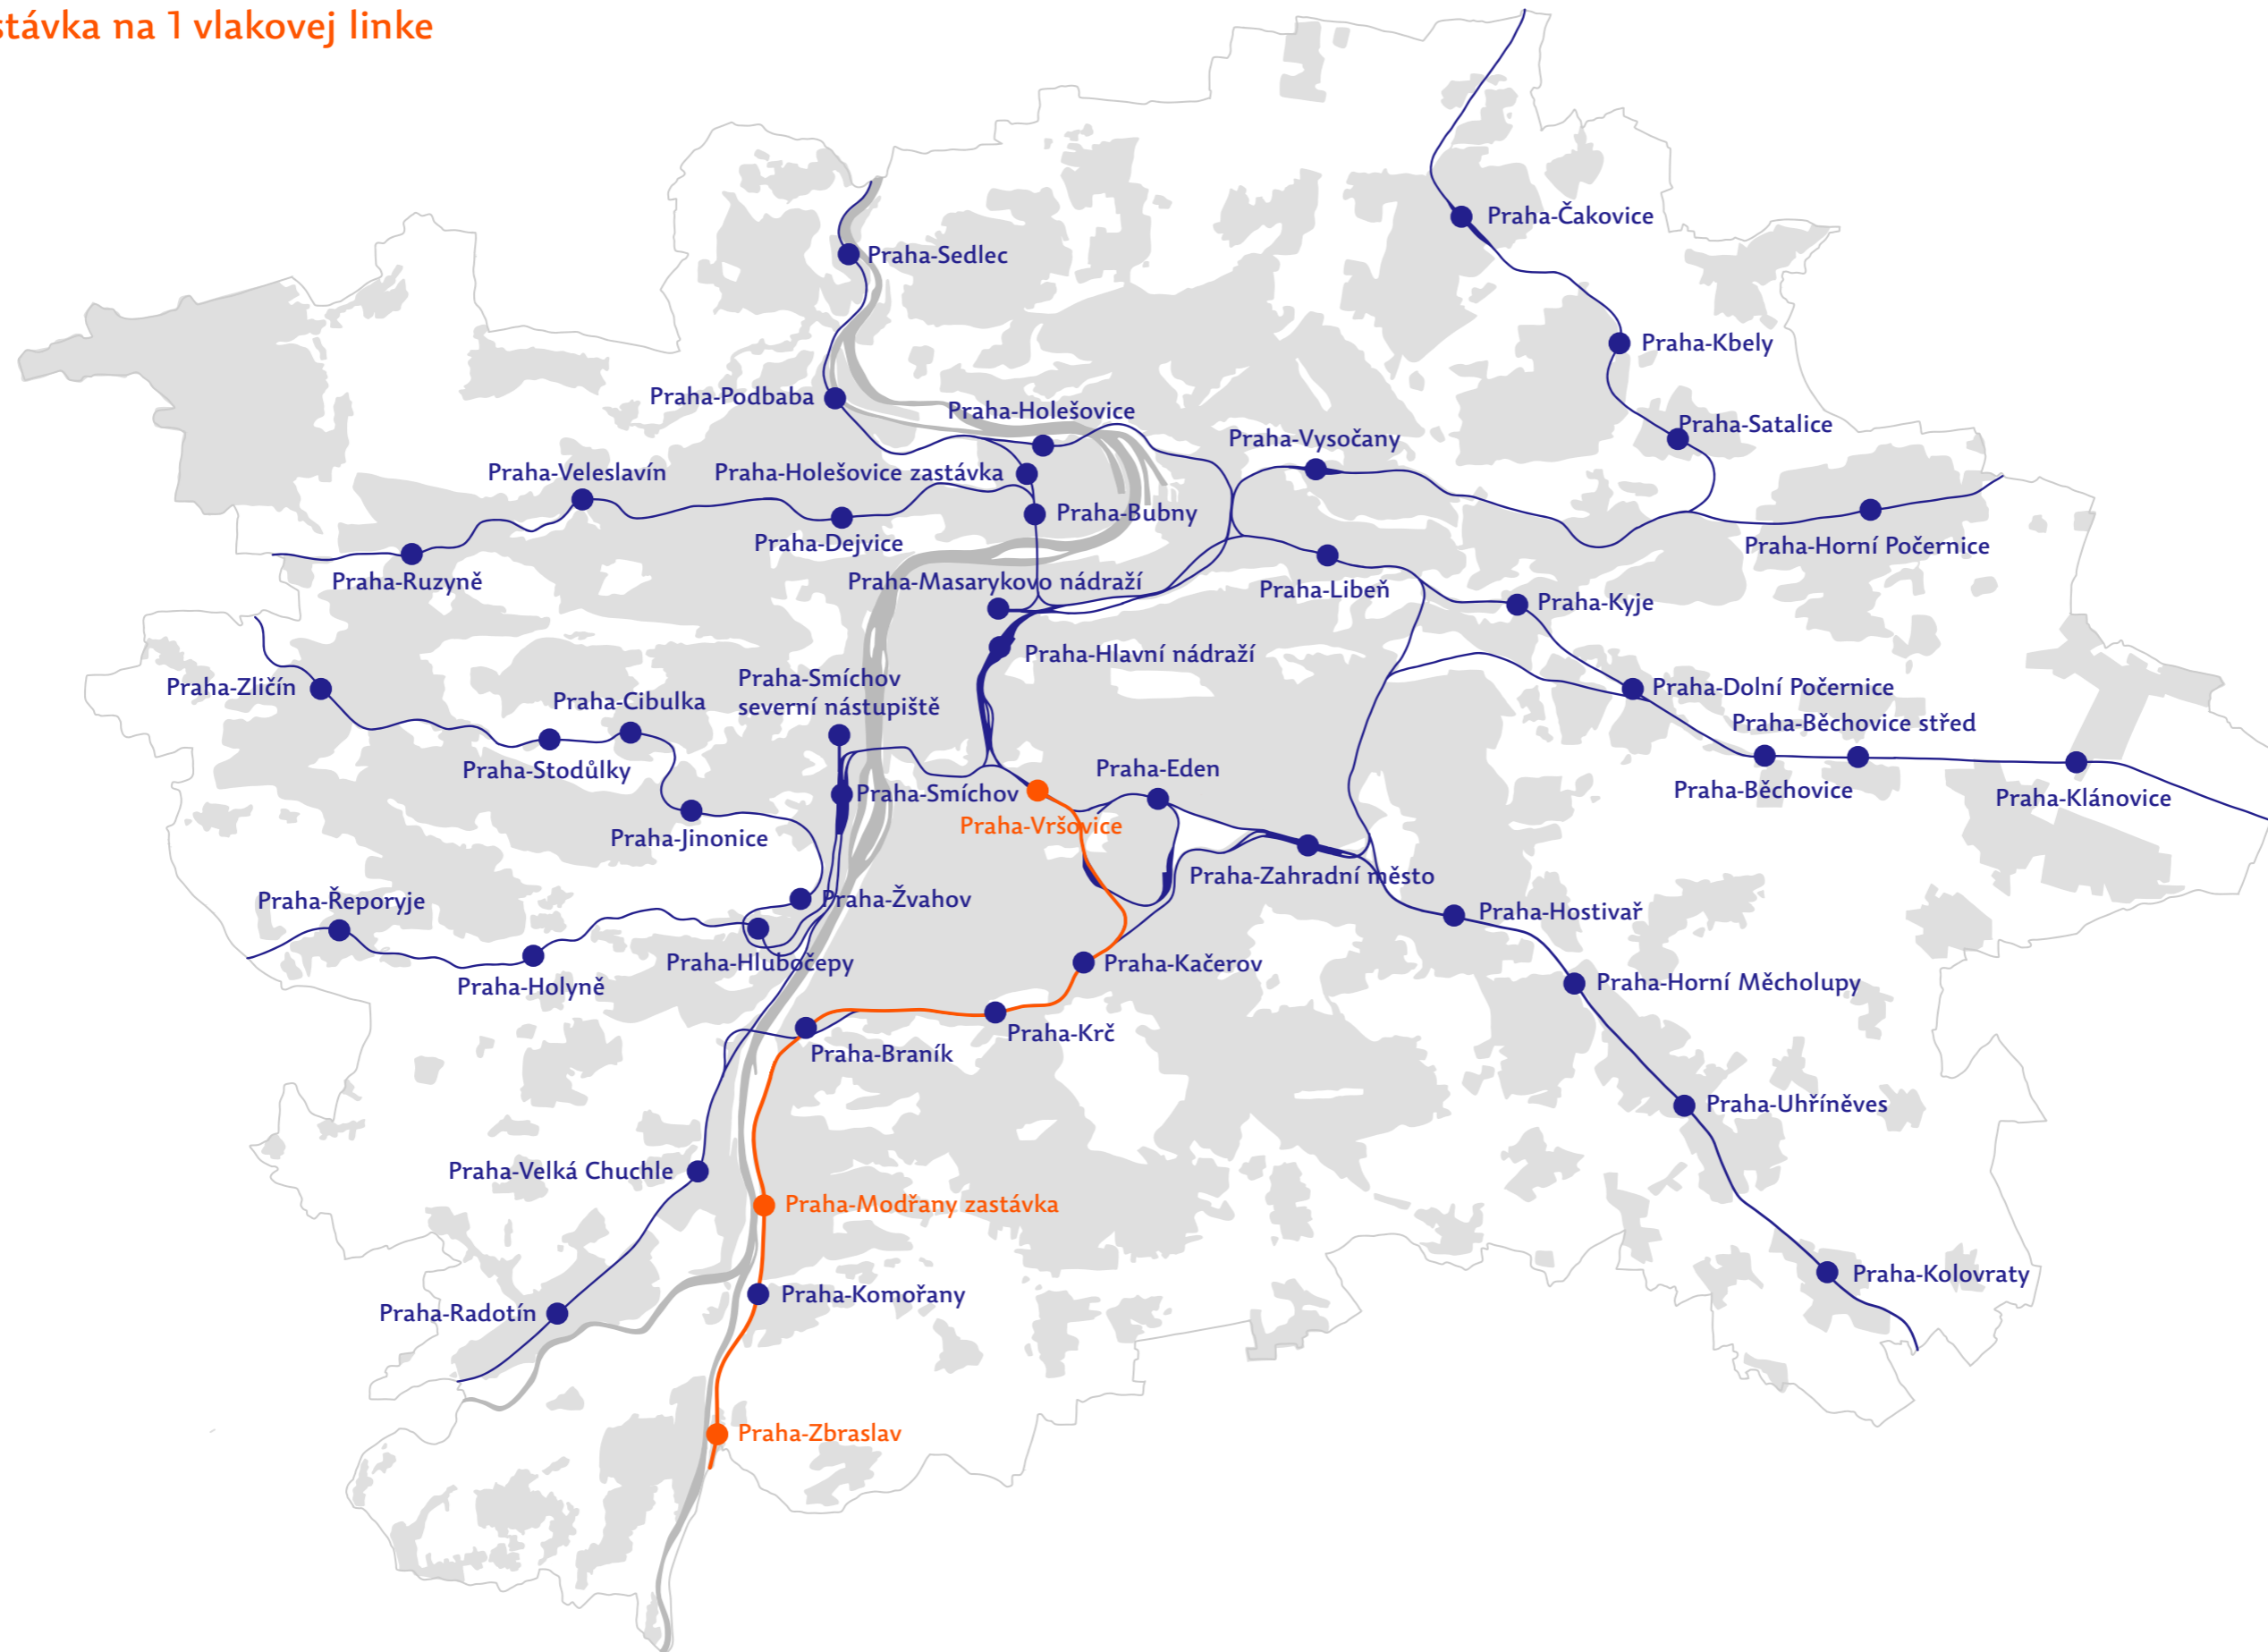 stávka na 1 vlakovej linke
Praha-Čakovice
Praha-Sedlec
Praha-Kbely
Praha-Podbaba
Praha-Holešovice
Praha-Satalice
Praha-Vysočany
Praha-Veleslavín
Praha-Holešovice zastávka
Praha-Bubny
Praha-Dejvice
Praha-Horní Počernice
Praha-Ruzyně
Praha-Masarykovo nádraží
Praha-Libeň
Praha-Kyje
Praha-Hlavní nádraží
Praha-Smíchov
severní nástupiště
Praha-Zličín
Praha-Cibulka
Praha-Dolní Počernice
Praha-Běchovice střed
Praha-Stodůlky
Praha-Eden
Praha-Smíchov
Praha-Běchovice
Praha-Klánovice
Praha-Vršovice
Praha-Jinonice
Praha-Zahradní město
Praha-Žvahov
Praha-Řeporyje
Praha-Hostivař
Praha-Hlubočepy
Praha-Kačerov
Praha-Holyně
Praha-Horní Měcholupy
Praha-Krč
Praha-Braník
Praha-Uhříněves
Praha-Velká Chuchle
Praha-Modřany zastávka
Praha-Kolovraty
Praha-Komořany
Praha-Radotín
Praha-Zbraslav